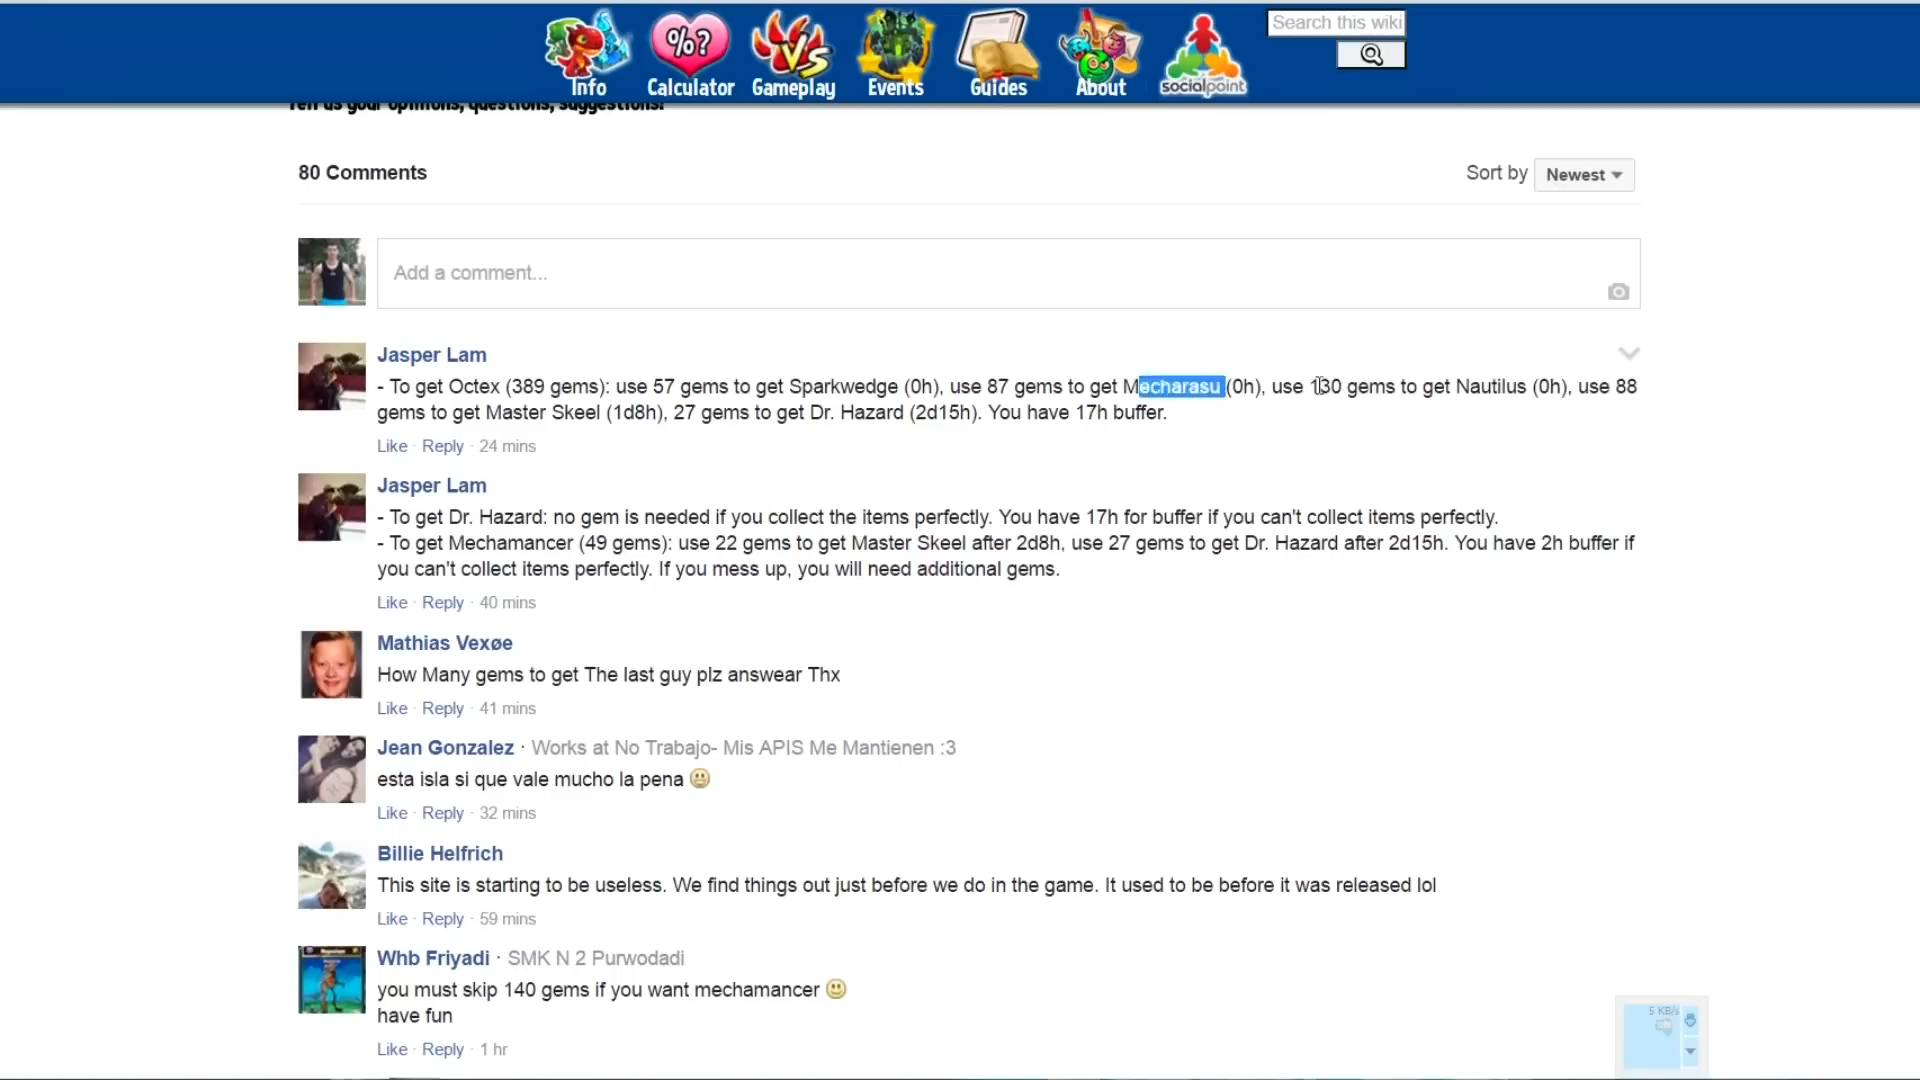 Info
Calculator
Gameplay
Events
Guides
About
socialpoint
Search this wiki
Tell us your opinions, questions, suggestions!
80 Comments
Sort by Newest
Add a comment...
Jasper Lam
- To get Octex (389 gems): use 57 gems to get Sparkwedge (0h), use 87 gems to get Mecharasu (0h), use 130 gems to get Nautilus (0h), use 88
gems to get Master Skeel (1d8h), 27 gems to get Dr. Hazard (2d15h). You have 17h buffer.
Like · Reply · 24 mins
Jasper Lam
- To get Dr. Hazard: no gem is needed if you collect the items perfectly. You have 17h for buffer if you can't collect items perfectly.
- To get Mechamancer (49 gems): use 22 gems to get Master Skeel after 2d8h, use 27 gems to get Dr. Hazard after 2d15h. You have 2h buffer if
you can't collect items perfectly. If you mess up, you will need additional gems.
Like · Reply · 40 mins
Mathias Vexøe
How Many gems to get The last guy plz answear Thx
Like · Reply · 41 mins
Jean Gonzalez · Works at No Trabajo- Mis APIS Me Mantienen :3
esta isla si que vale mucho la pena
Like · Reply · 32 mins
Billie Helfrich
This site is starting to be useless. We find things out just before we do in the game. It used to be before it was released lol
Like · Reply · 59 mins
Whb Friyadi · SMK N 2 Purwodadi
you must skip 140 gems if you want mechamancer
have fun
Like · Reply · 1 hr
5 KB/s